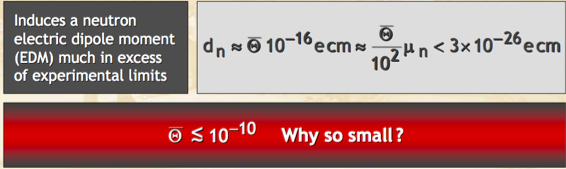 Induces a neutron
electric dipole moment
(EDM) much in excess
of experimental limits
dₙ ≈ Θ̅ 10⁻¹⁶ e cm ≈ Θ̅/10² μₙ < 3×10⁻²⁶ e cm
Θ̅ ≲ 10⁻¹⁰ Why so small?